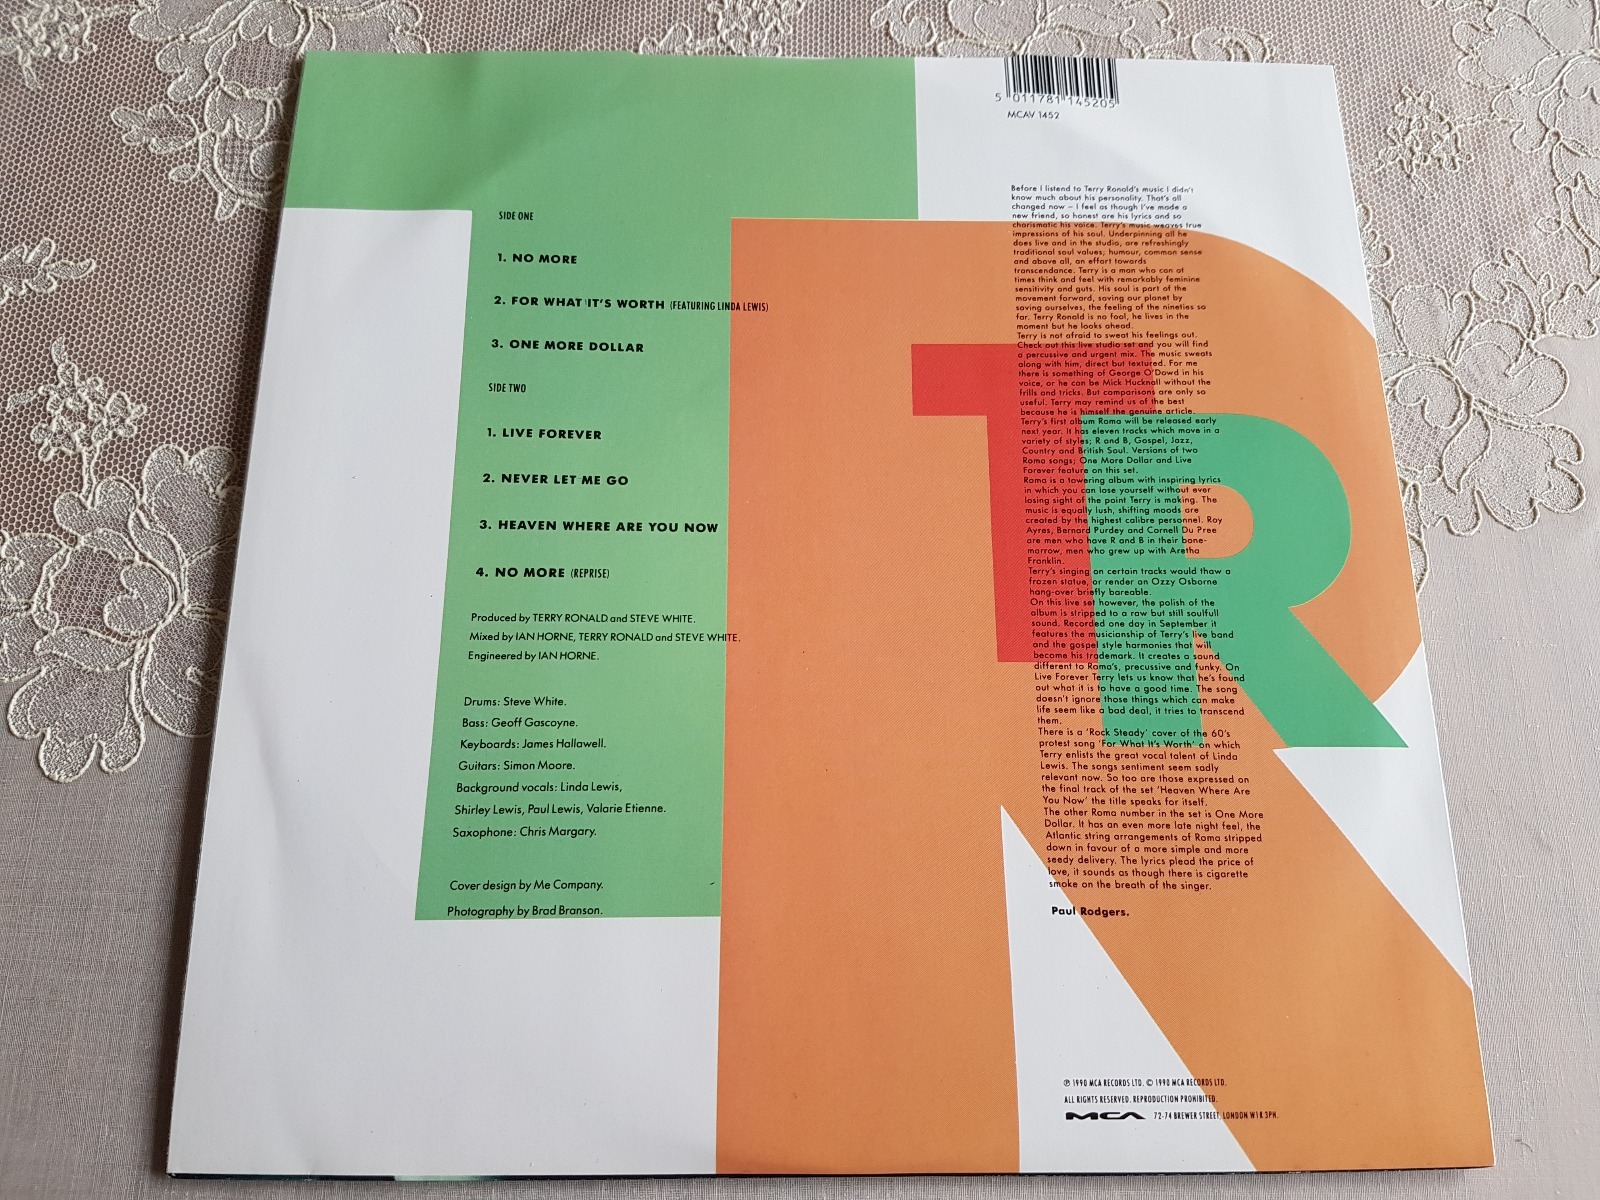 SIDE ONE
1. NO MORE
2. FOR WHAT IT'S WORTH (FEATURING LINDA LEWIS)
3. ONE MORE DOLLAR
SIDE TWO
1. LIVE FOREVER
2. NEVER LET ME GO
3. HEAVEN WHERE ARE YOU NOW
4. NO MORE (REPRISE)
Produced by TERRY RONALD and STEVE WHITE.
Mixed by IAN HORNE, TERRY RONALD and STEVE WHITE.
Engineered by IAN HORNE.
Drums: Steve White.
Bass: Geoff Gascoyne.
Keyboards: James Hallawell.
Guitars: Simon Moore.
Background vocals: Linda Lewis,
Shirley Lewis, Paul Lewis, Valarie Etienne.
Saxophone: Chris Margary.
Cover design by Me Company.
Photography by Brad Branson.
5 011781 145205
MCAV 1452
Before I listend to Terry Ronald's music I didn't
know much about his personality. That's all
changed now – I feel as though I've made a
new friend, so honest are his lyrics and so
charismatic his voice. Terry's music weaves true
impressions of his soul. Underpinning all he
does live and in the studio, are refreshingly
traditional soul values; humour, common sense
and above all, an effort towards
transcendance. Terry is a man who can at
times think and feel with remarkably feminine
sensitivity and guts. His soul is part of the
movement forward, saving our planet by
saving ourselves, the feeling of the nineties so
far. Terry Ronald is no fool, he lives in the
moment but he looks ahead.
Terry is not afraid to sweat his feelings out.
Check out this live studio set and you will find
a percussive and urgent mix. The music sweats
along with him, direct but textured. For me
there is something of George O'Dowd in his
voice, or he can be Mick Hucknall without the
frills and tricks. But comparisons are only so
useful. Terry may remind us of the best
because he is himself the genuine article.
Terry's first album Roma will be released early
next year. It has eleven tracks which move in a
variety of styles; R and B, Gospel, Jazz,
Country and British Soul. Versions of two
Roma songs; One More Dollar and Live
Forever feature on this set.
Roma is a towering album with inspiring lyrics
in which you can lose yourself without ever
losing sight of the point Terry is making. The
music is equally lush, shifting moods are
created by the highest calibre personnel. Roy
Ayres, Bernard Purdey and Cornell Du Pree
are men who have R and B in their bone-
marrow, men who grew up with Aretha
Franklin.
Terry's singing on certain tracks would thaw a
frozen statue, or render an Ozzy Osborne
hang-over briefly bareable.
On this live set however, the polish of the
album is stripped to a raw but still soulfull
sound. Recorded one day in September it
features the musicianship of Terry's live band
and the gospel style harmonies that will
become his trademark. It creates a sound
different to Roma's, precussive and funky. On
Live Forever Terry lets us know that he's found
out what it is to have a good time. The song
doesn't ignore those things which can make
life seem like a bad deal, it tries to transcend
them.
There is a 'Rock Steady' cover of the 60's
protest song 'For What It's Worth' on which
Terry enlists the great vocal talent of Linda
Lewis. The songs sentiment seem sadly
relevant now. So too are those expressed on
the final track of the set 'Heaven Where Are
You Now' the title speaks for itself.
The other Roma number in the set is One More
Dollar. It has an even more late night feel, the
Atlantic string arrangements of Roma stripped
down in favour of a more simple and more
seedy delivery. The lyrics plead the price of
love, it sounds as though there is cigarette
smoke on the breath of the singer.
Paul Rodgers.
TR
TR
℗ 1990 MCA RECORDS LTD. © 1990 MCA RECORDS LTD.
ALL RIGHTS RESERVED. REPRODUCTION PROHIBITED.
MCA 72-74 BREWER STREET, LONDON W1R 3PH.